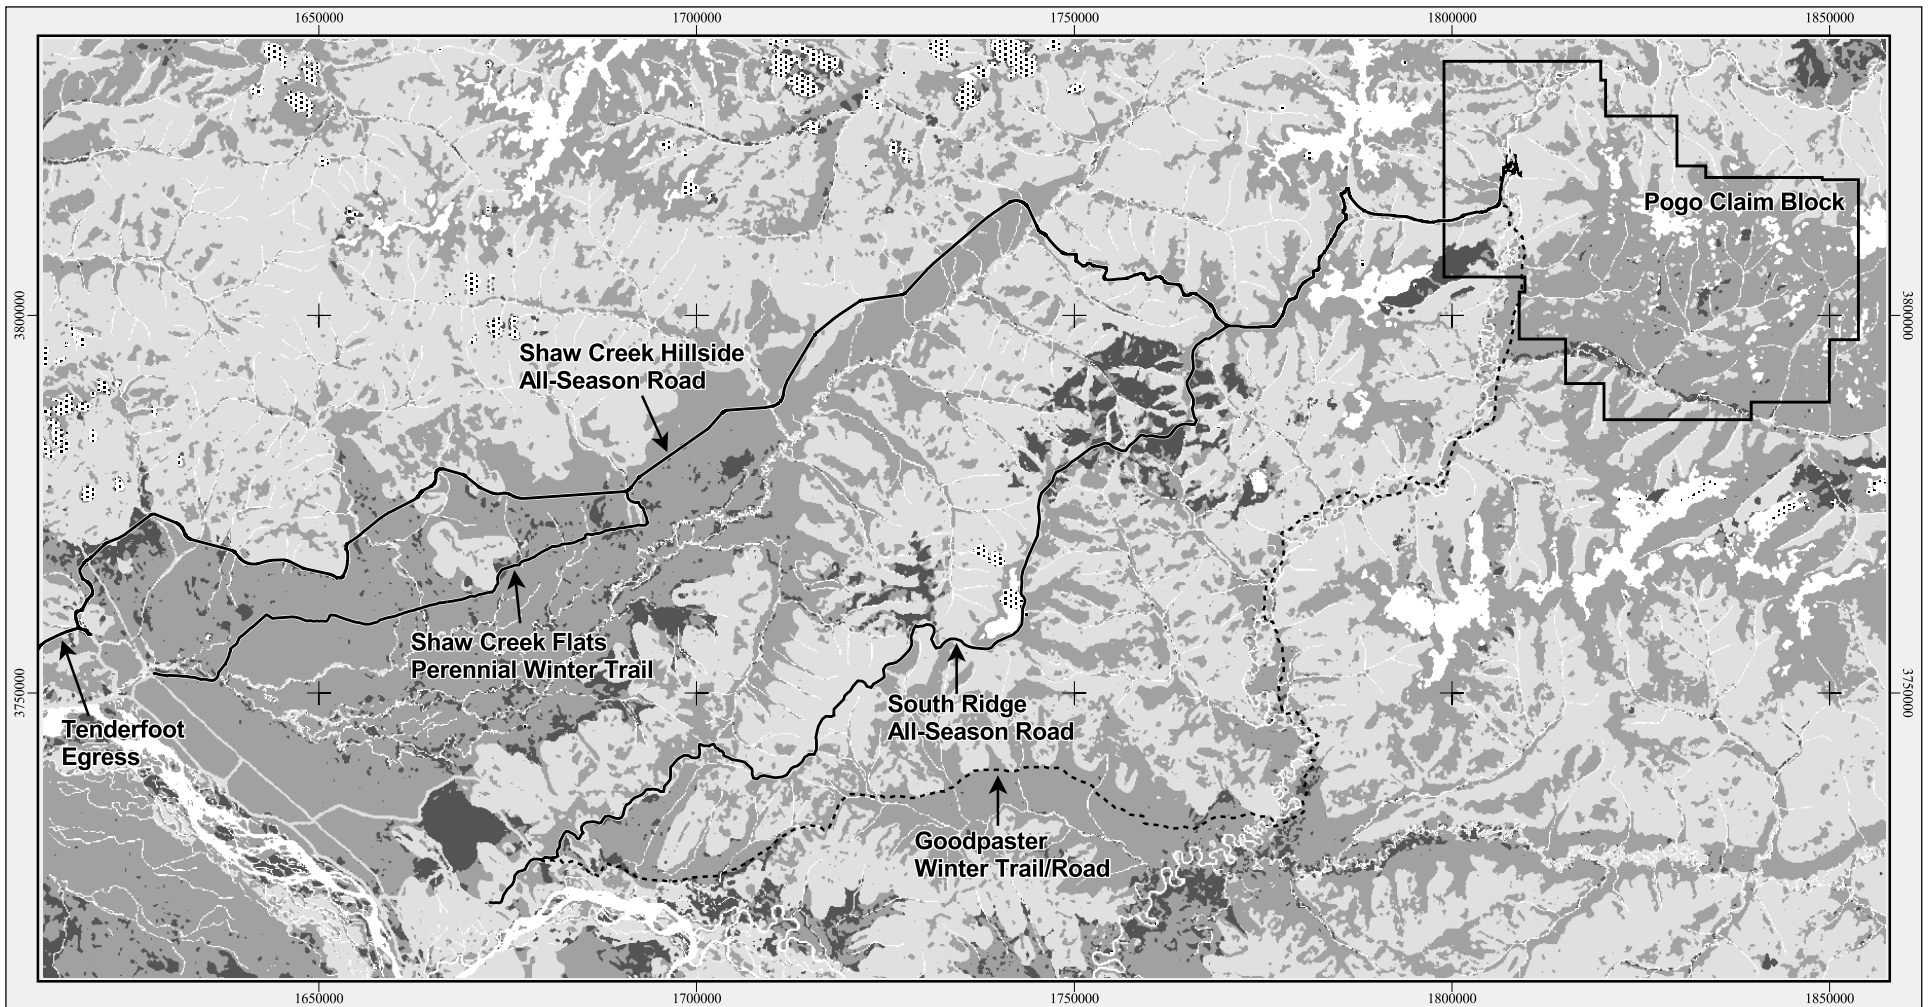 1650000
1700000
1750000
1800000
1850000
Pogo Claim Block
3800000
3800000
Shaw Creek Hillside
All-Season Road
Shaw Creek Flats
Perennial Winter Trail
3750000
3750000
South Ridge
All-Season Road
Tenderfoot
Egress
Goodpaster
Winter Trail/Road
1650000
1700000
1750000
1800000
1850000